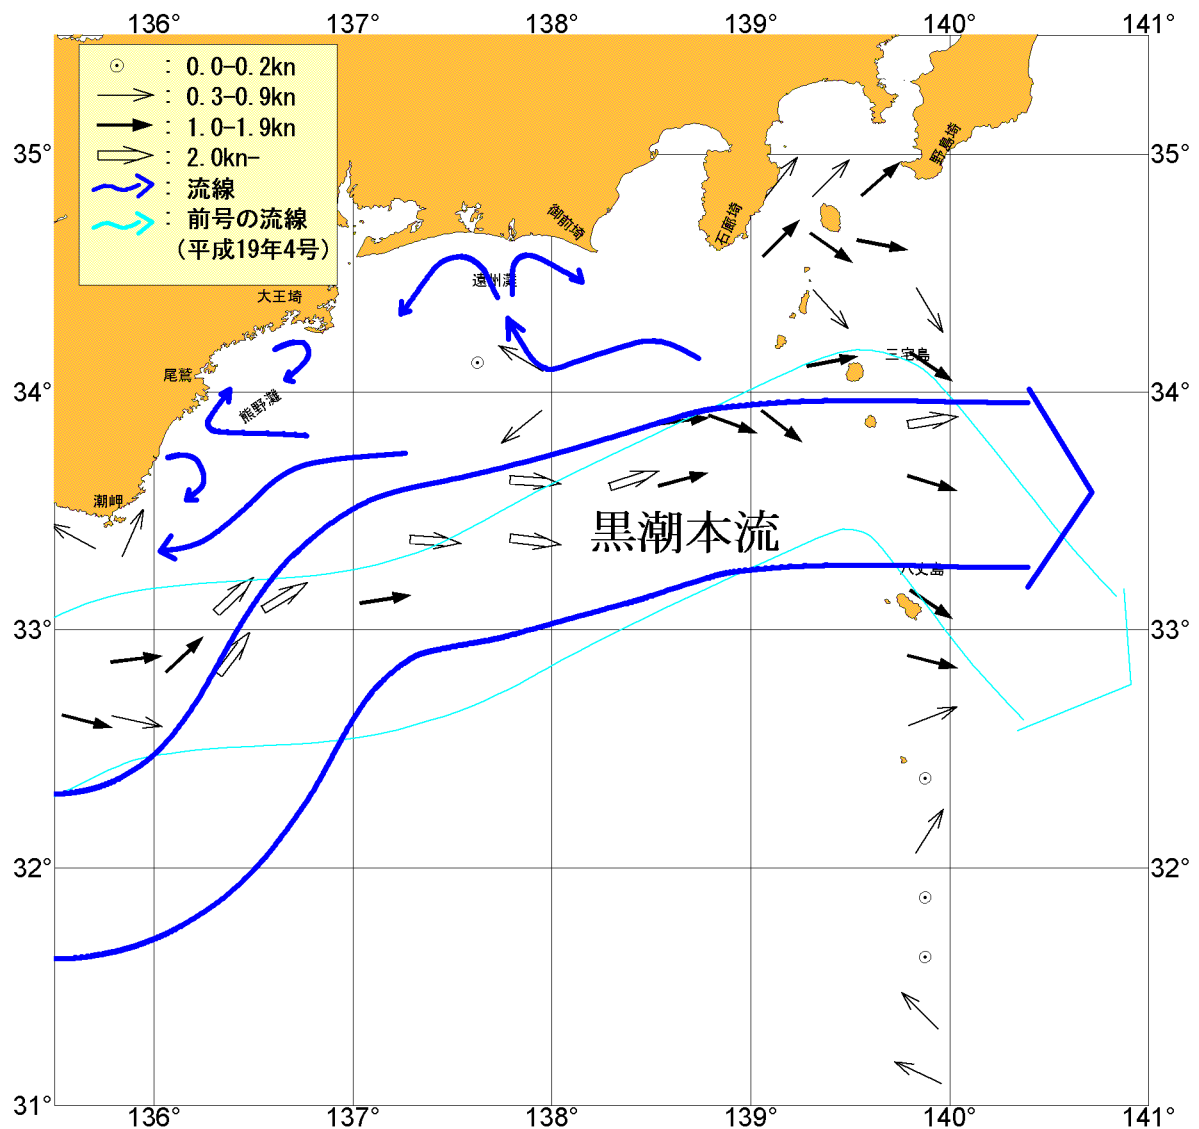 136° 137° 138° 139° 140° 141°
: 0.0-0.2kn
: 0.3-0.9kn
: 1.0-1.9kn
: 2.0kn-
: 流線
: 前号の流線
(平成19年4号)
35° 35°
野島埼
御前埼
石廊埼
遠州灘
大王埼
三宅島
尾鷲
34° 34°
熊野灘
潮岬
黒潮本流
八丈島
33° 33°
32° 32°
31° 31°
136° 137° 138° 139° 140° 141°